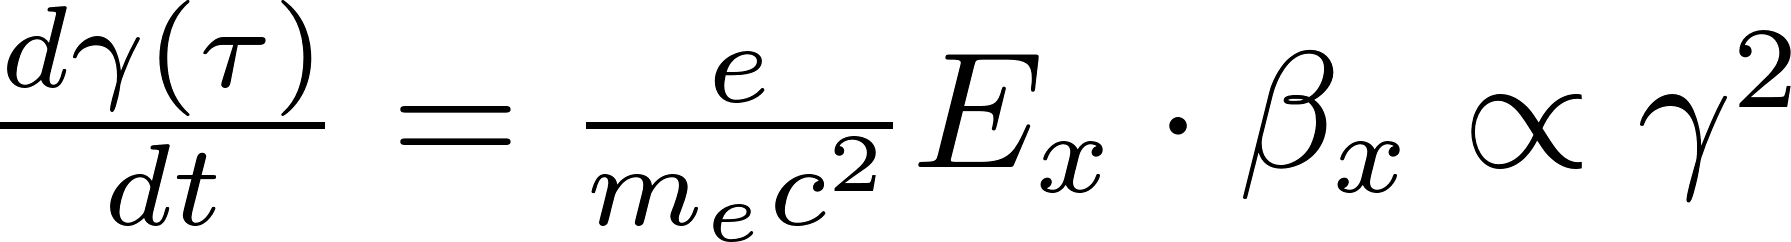 \frac{d\gamma(\tau)}{dt} = \frac{e}{m_e c^2} E_x \cdot \beta_x \propto \gamma^2